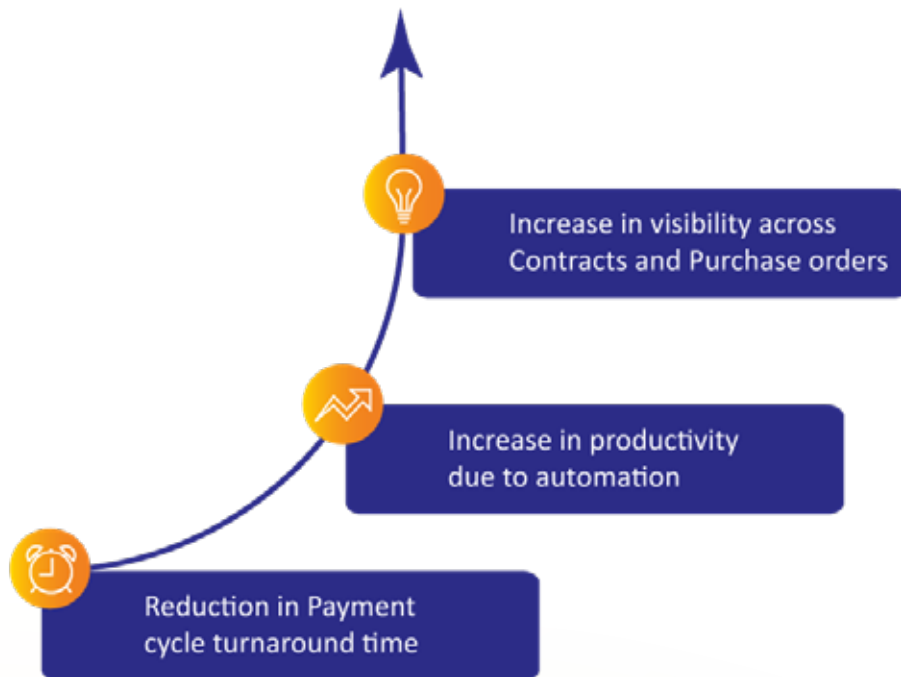 Increase in visibility across
Contracts and Purchase orders
Increase in productivity
due to automation
Reduction in Payment
cycle turnaround time